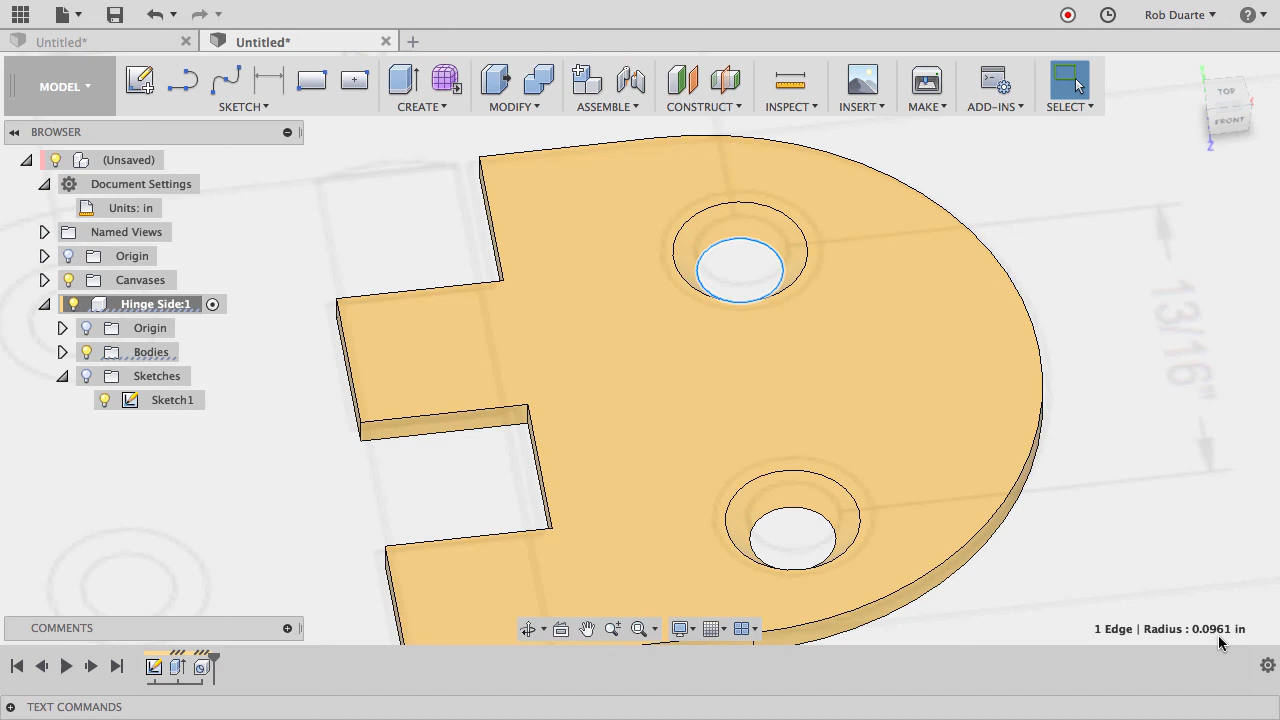 Rob Duarte
Untitled*
Untitled*
MODEL
SKETCH
CREATE
MODIFY
ASSEMBLE
CONSTRUCT
INSPECT
INSERT
MAKE
ADD-INS
SELECT
TOP
FRONT
X
Y
Z
BROWSER
(Unsaved)
Document Settings
Units: in
Named Views
Origin
Canvases
Hinge Side:1
Origin
Bodies
Sketches
Sketch1
13/16"
COMMENTS
1 Edge | Radius : 0.0961 in
TEXT COMMANDS